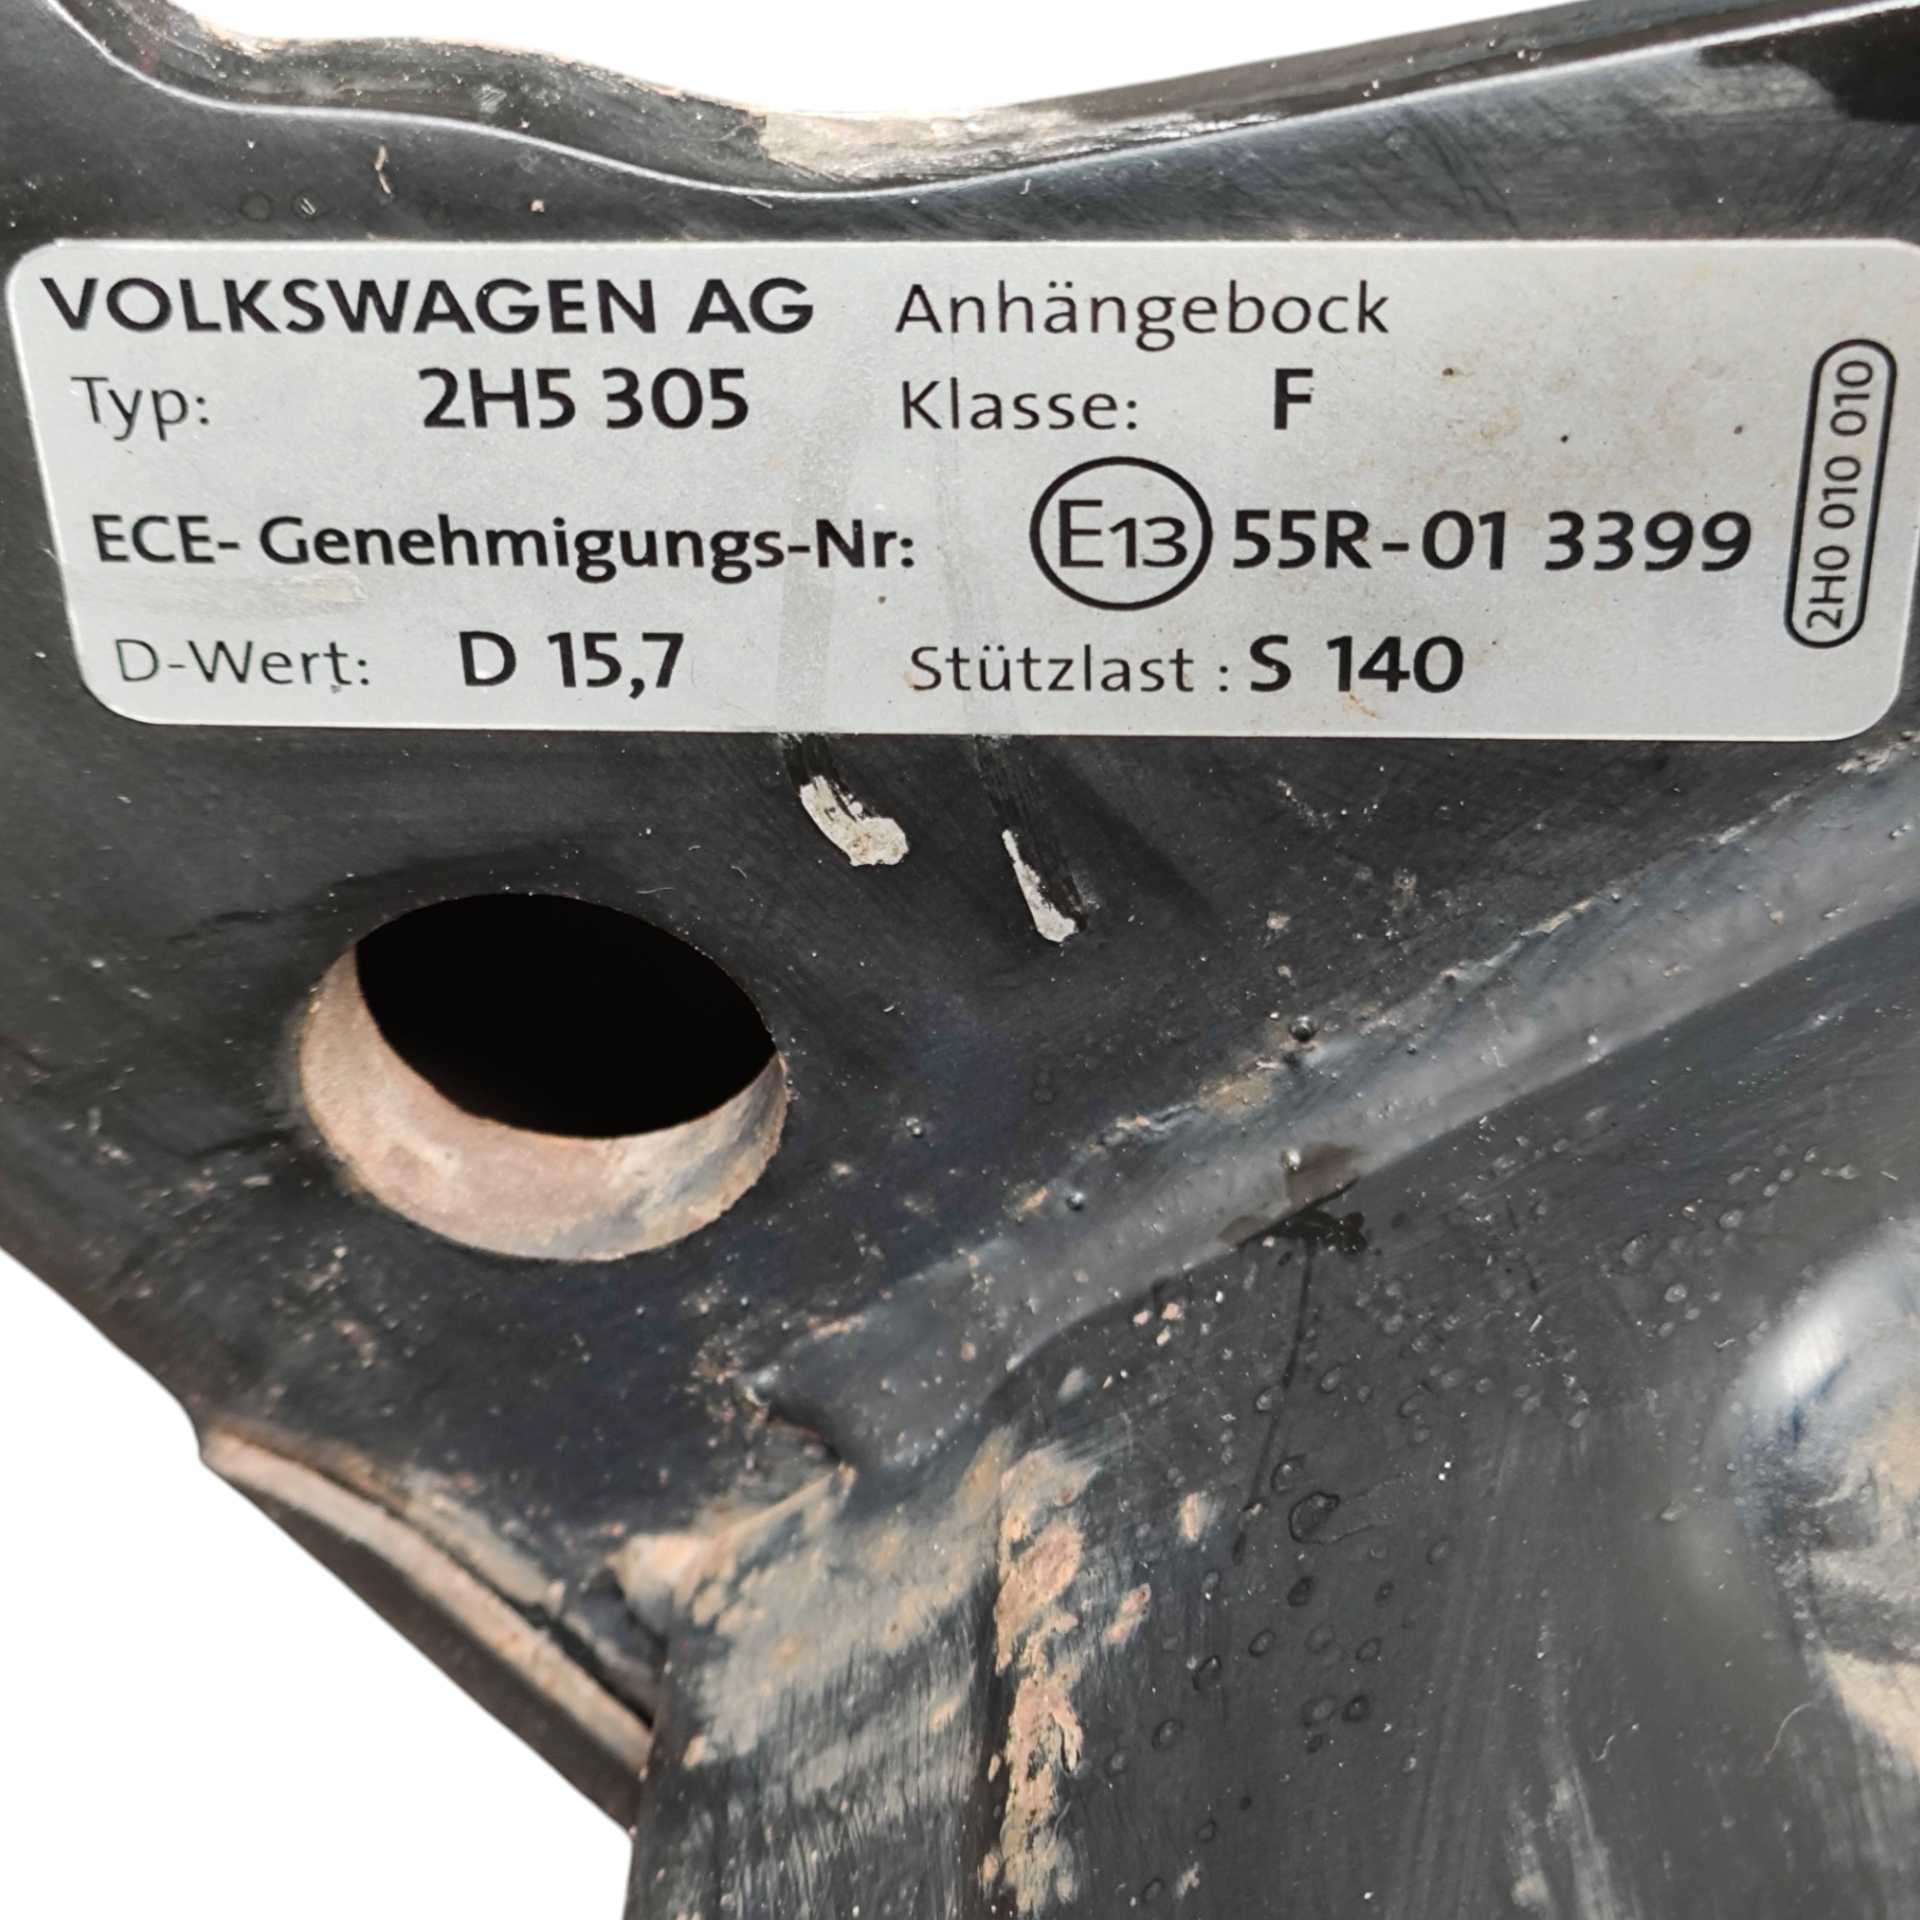 VOLKSWAGEN AG Anhängebock
Typ: 2H5 305 Klasse: F
ECE- Genehmigungs-Nr: E13 55R-01 3399
D-Wert: D 15,7 Stützlast : S 140
2H0 010 010